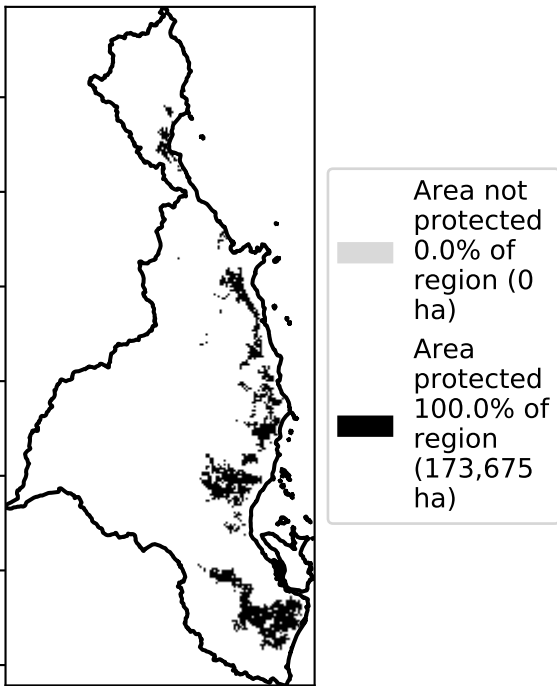 Area not
protected
0.0% of
region (0
ha)
Area
protected
100.0% of
region
(173,675
ha)